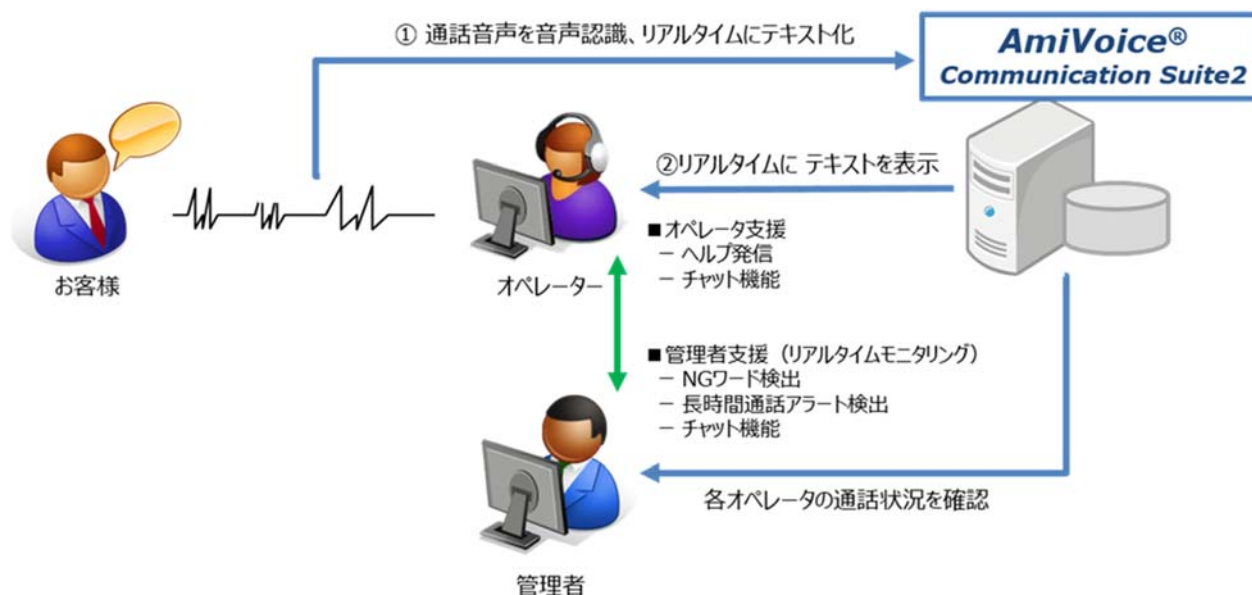 ① 通話音声を音声認識、リアルタイムにテキスト化
AmiVoice®
Communication Suite2
②リアルタイムに テキストを表示
お客様
オペレーター
■オペレータ支援
－ ヘルプ発信
－ チャット機能
■管理者支援（リアルタイムモニタリング）
－ NGワード検出
－ 長時間通話アラート検出
－ チャット機能
各オペレータの通話状況を確認
管理者